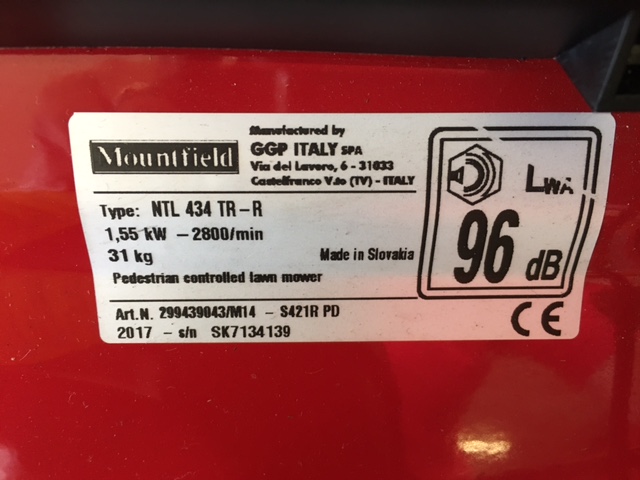 Mountfield
Manufactured by
GGP ITALY SPA
Via del Lavoro, 6 - 31033
Castelfranco V.to (TV) - ITALY
Type: NTL 434 TR-R
1,55 kW - 2800/min
31 kg
Made in Slovakia
Pedestrian controlled lawn mower
Art.N. 299439043/M14 - S421R PD
2017 - s/n SK7134139
LWA
96 dB
CE